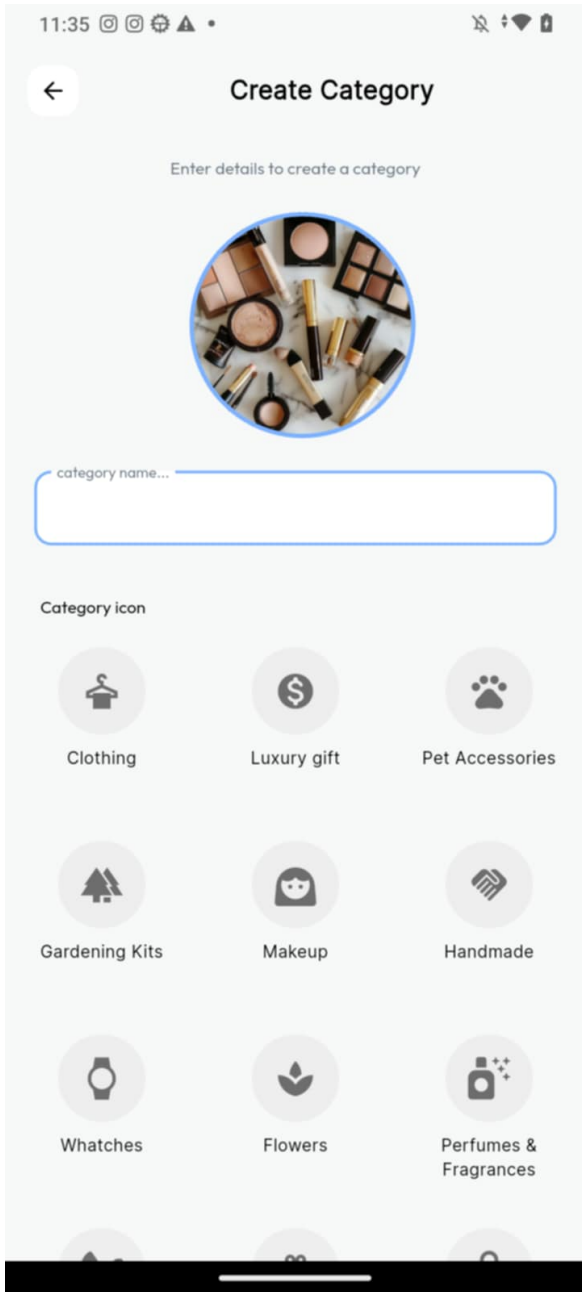 11:35
Create Category
Enter details to create a category
category name...
Category icon
Clothing
Luxury gift
Pet Accessories
Gardening Kits
Makeup
Handmade
Whatches
Flowers
Perfumes &
Fragrances